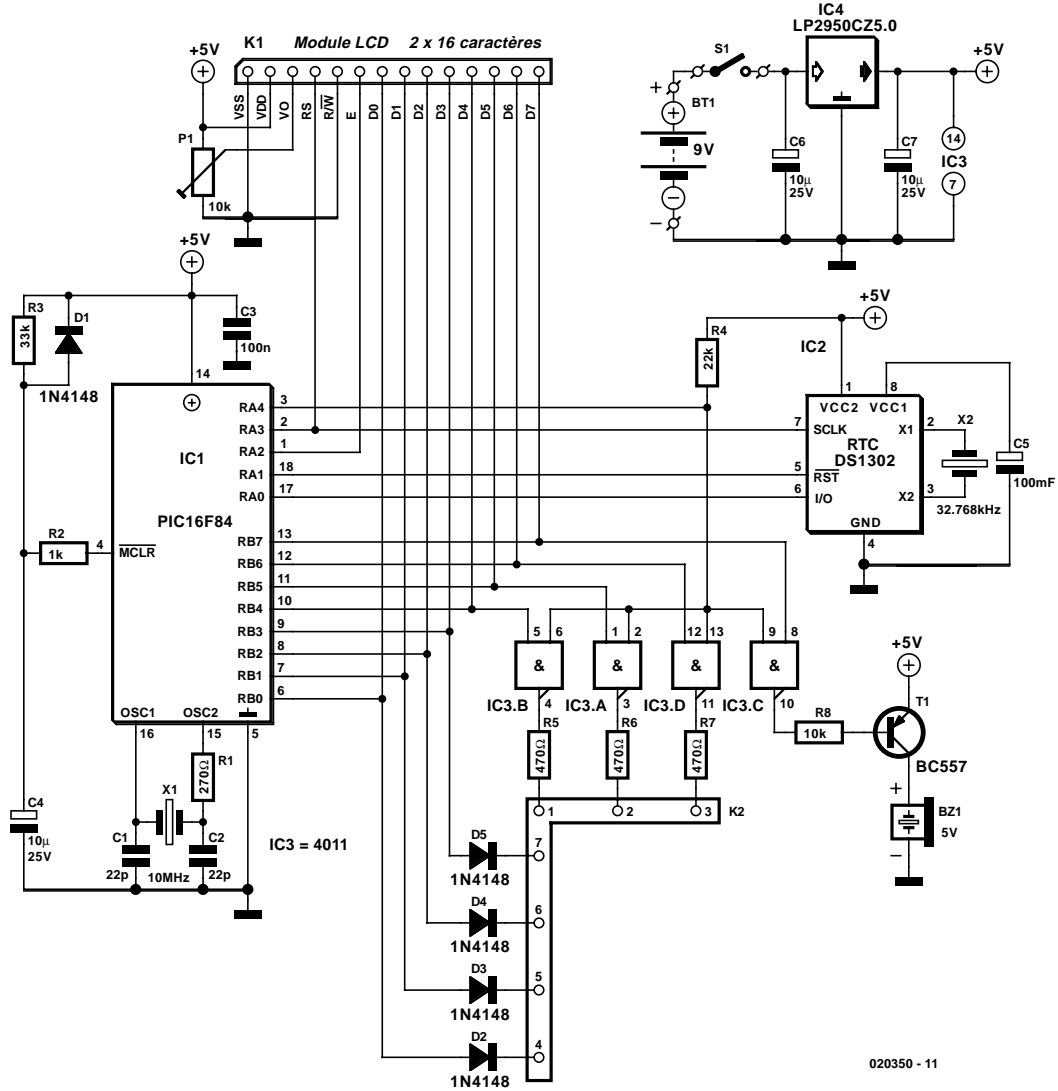 IC4
LP2950CZ5.0
K1
Module LCD 2 x 16 caractères
+5V
VSS
VDD
VO
RS
R/W
E
D0
D1
D2
D3
D4
D5
D6
D7
P1
10k
S1
+5V
+
BT1
9V
–
C6
10µ
25V
C7
10µ
25V
14
IC3
7
+5V
R3
33k
D1
1N4148
C3
100n
14
IC1
PIC16F84
RA4 3
RA3 2
RA2 1
RA1 18
RA0 17
RB7 13
RB6 12
RB5 11
RB4 10
RB3 9
RB2 8
RB1 7
RB0 6
R2
1k
4
MCLR
OSC1
OSC2
16
15
5
R1
270Ω
X1
10MHz
C1
22p
C2
22p
C4
10µ
25V
IC3 = 4011
R4
22k
+5V
IC2
1
8
VCC2
VCC1
7
SCLK
RTC
DS1302
5
RST
6
I/O
X1
2
X2
3
GND
4
X2
32.768kHz
C5
100mF
5 6
1 2
12 13
9 8
&
&
&
&
IC3.B
IC3.A
IC3.D
IC3.C
4
3
11
10
R5
470Ω
R6
470Ω
R7
470Ω
R8
10k
+5V
T1
BC557
+
BZ1
5V
–
1
2
3
K2
D5
1N4148
7
D4
1N4148
6
D3
1N4148
5
D2
1N4148
4
020350 - 11